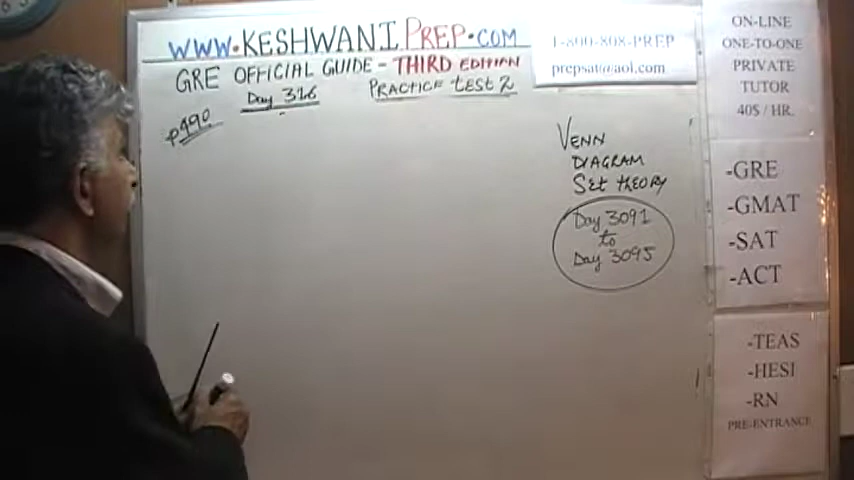 WWW.KESHWANIPREP.COM
GRE OFFICIAL GUIDE - THIRD EDITION
Day 316
PRACTICE test 2
p490
1-800-808-PREP
prepsat@aol.com
VENN
DIAGRAM
Set theory
Day 3091
to
Day 3095
ON-LINE
ONE-TO-ONE
PRIVATE
TUTOR
40$ / HR.
-GRE
-GMAT
-SAT
-ACT
-TEAS
-HESI
-RN
PRE-ENTRANCE